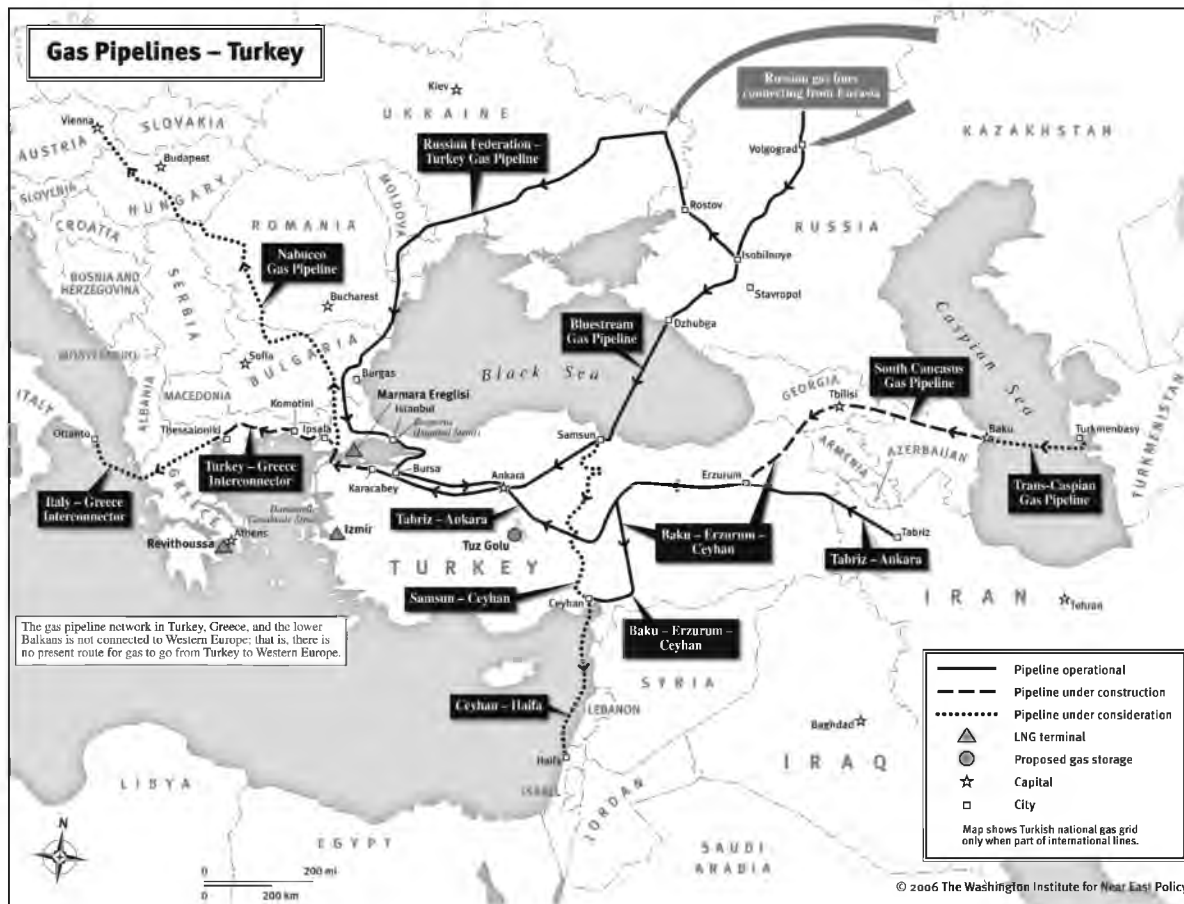 Gas Pipelines – Turkey
Russian gas lines
connecting from Eurasia
Kiev
UKRAINE
KAZAKHSTAN
Vienna
SLOVAKIA
AUSTRIA
Budapest
Russian Federation –
Turkey Gas Pipeline
Volgograd
SLOVENIA
HUNGARY
MOLDOVA
CROATIA
ROMANIA
Rostov
RUSSIA
Nabucco
Gas Pipeline
Isobilnuye
BOSNIA AND
HERZEGOVINA
SERBIA
Bucharest
Stavropol
Dzhubga
Bluestream
Gas Pipeline
Caspian Sea
Sofia
BULGARIA
Burgas
Black Sea
South Caucasus
Gas Pipeline
MONTENEGRO
ALBANIA
MACEDONIA
Marmara Ereglisi
Istanbul
Bosporus
(Istanbul Strait)
GEORGIA
Tbilisi
ITALY
Komotini
Otranto
Thessaloniki
Ipsala
Samsun
Baku
Turkmenbasy
TURKMENISTAN
ARMENIA
AZERBAIJAN
Turkey – Greece
Interconnector
Bursa
Karacabey
Ankara
Erzurum
Trans-Caspian
Gas Pipeline
Italy – Greece
Interconnector
GREECE
Tabriz – Ankara
Baku – Erzurum –
Ceyhan
Tabriz
Tabriz – Ankara
Athens
Revithoussa
Izmir
Tuz Golu
TURKEY
Samsun – Ceyhan
Ceyhan
IRAN
Tehran
Baku – Erzurum –
Ceyhan
The gas pipeline network in Turkey, Greece, and the lower
Balkans is not connected to Western Europe; that is, there is
no present route for gas to go from Turkey to Western Europe.
SYRIA
Ceyhan – Haifa
LEBANON
Baghdad
IRAQ
Haifa
ISRAEL
JORDAN
LIBYA
EGYPT
SAUDI
ARABIA
Pipeline operational
Pipeline under construction
Pipeline under consideration
LNG terminal
Proposed gas storage
Capital
City
Map shows Turkish national gas grid
only when part of international lines.
N
0 200 mi
0 200 km
© 2006 The Washington Institute for Near East Policy